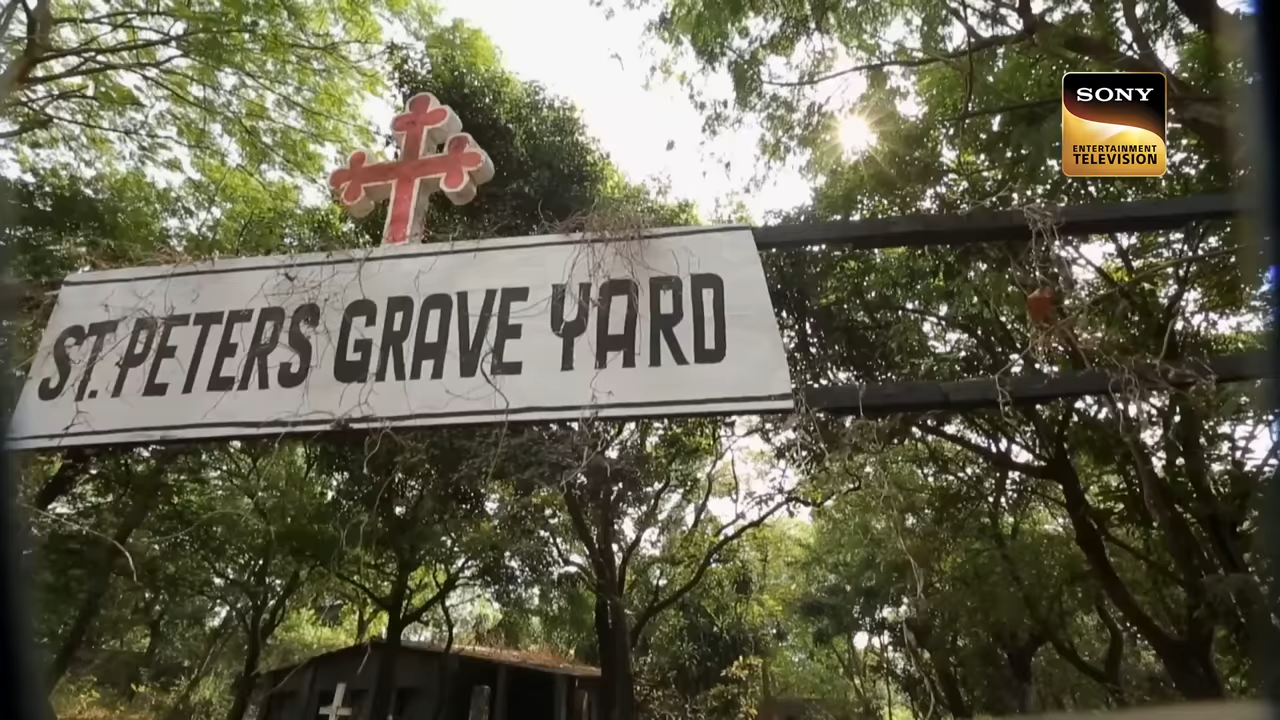 SONY
ENTERTAINMENT
TELEVISION
ST. PETERS GRAVE YARD